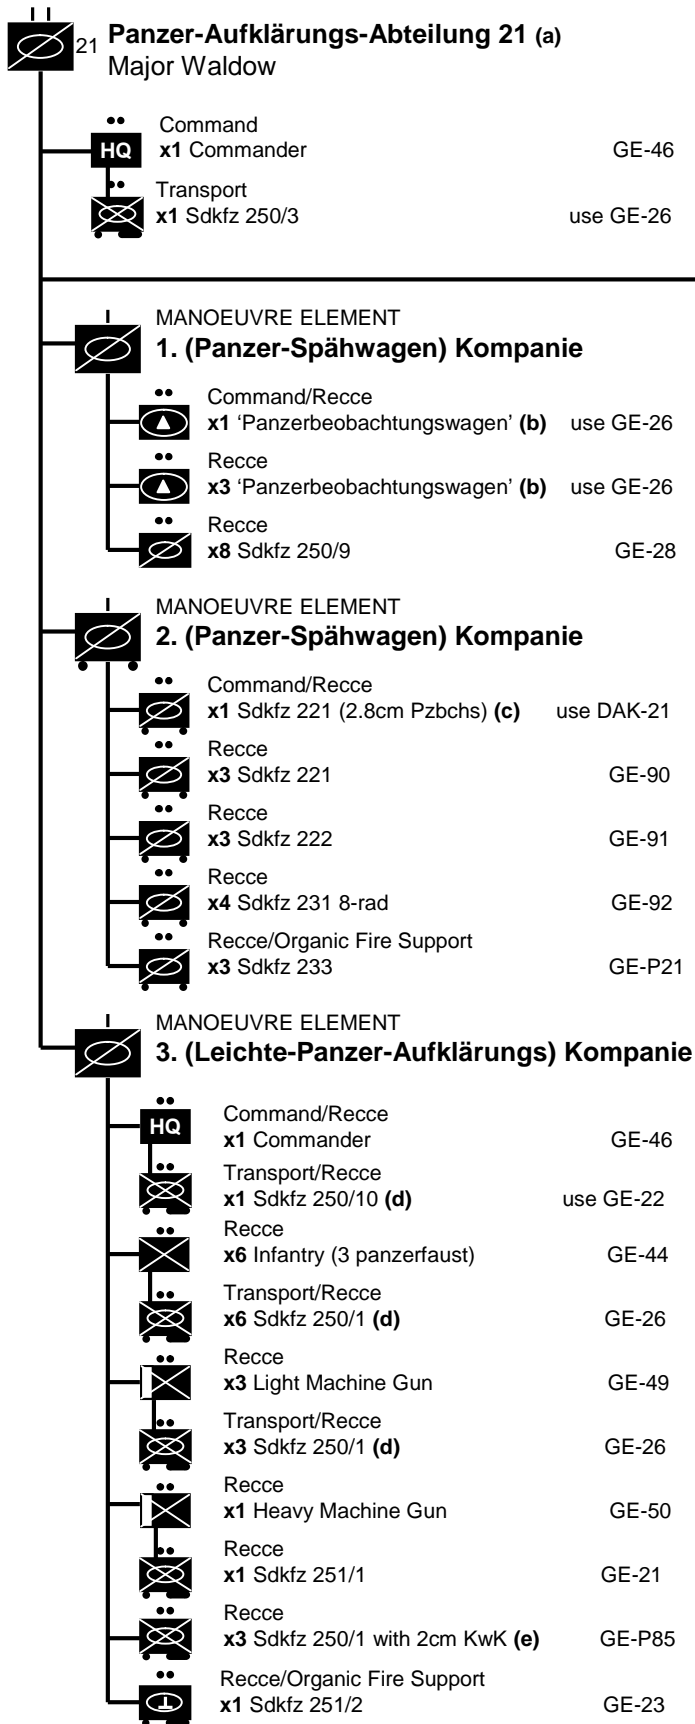 21 Panzer-Aufklärungs-Abteilung 21 (a)
Major Waldow
Command
HQ x1 Commander GE-46
Transport
x1 Sdkfz 250/3 use GE-26
MANOEUVRE ELEMENT
1. (Panzer-Spähwagen) Kompanie
Command/Recce
x1 ‘Panzerbeobachtungswagen’ (b) use GE-26
Recce
x3 ‘Panzerbeobachtungswagen’ (b) use GE-26
Recce
x8 Sdkfz 250/9 GE-28
MANOEUVRE ELEMENT
2. (Panzer-Spähwagen) Kompanie
Command/Recce
x1 Sdkfz 221 (2.8cm Pzbchs) (c) use DAK-21
Recce
x3 Sdkfz 221 GE-90
Recce
x3 Sdkfz 222 GE-91
Recce
x4 Sdkfz 231 8-rad GE-92
Recce/Organic Fire Support
x3 Sdkfz 233 GE-P21
MANOEUVRE ELEMENT
3. (Leichte-Panzer-Aufklärungs) Kompanie
Command/Recce
HQ x1 Commander GE-46
Transport/Recce
x1 Sdkfz 250/10 (d) use GE-22
Recce
x6 Infantry (3 panzerfaust) GE-44
Transport/Recce
x6 Sdkfz 250/1 (d) GE-26
Recce
x3 Light Machine Gun GE-49
Transport/Recce
x3 Sdkfz 250/1 (d) GE-26
Recce
x1 Heavy Machine Gun GE-50
Recce
x1 Sdkfz 251/1 GE-21
Recce
x3 Sdkfz 250/1 with 2cm KwK (e) GE-P85
Recce/Organic Fire Support
x1 Sdkfz 251/2 GE-23